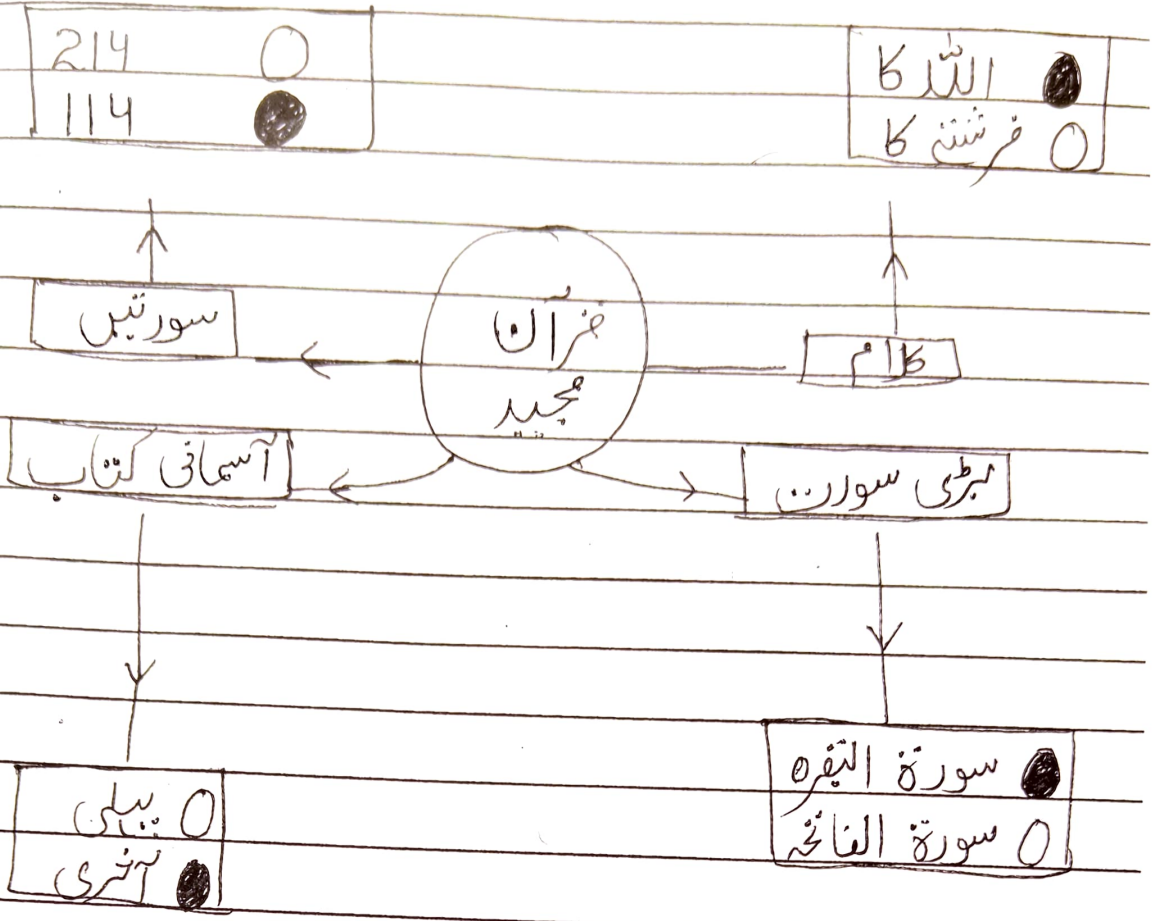 214
114
اللہ کا
فرشتے کا
سورتیں
قرآن
مجید
کلام
آسمانی کتاب
بڑی سورت
سورۃ البقرہ
سورۃ الفاتحہ
پہلی
آخری